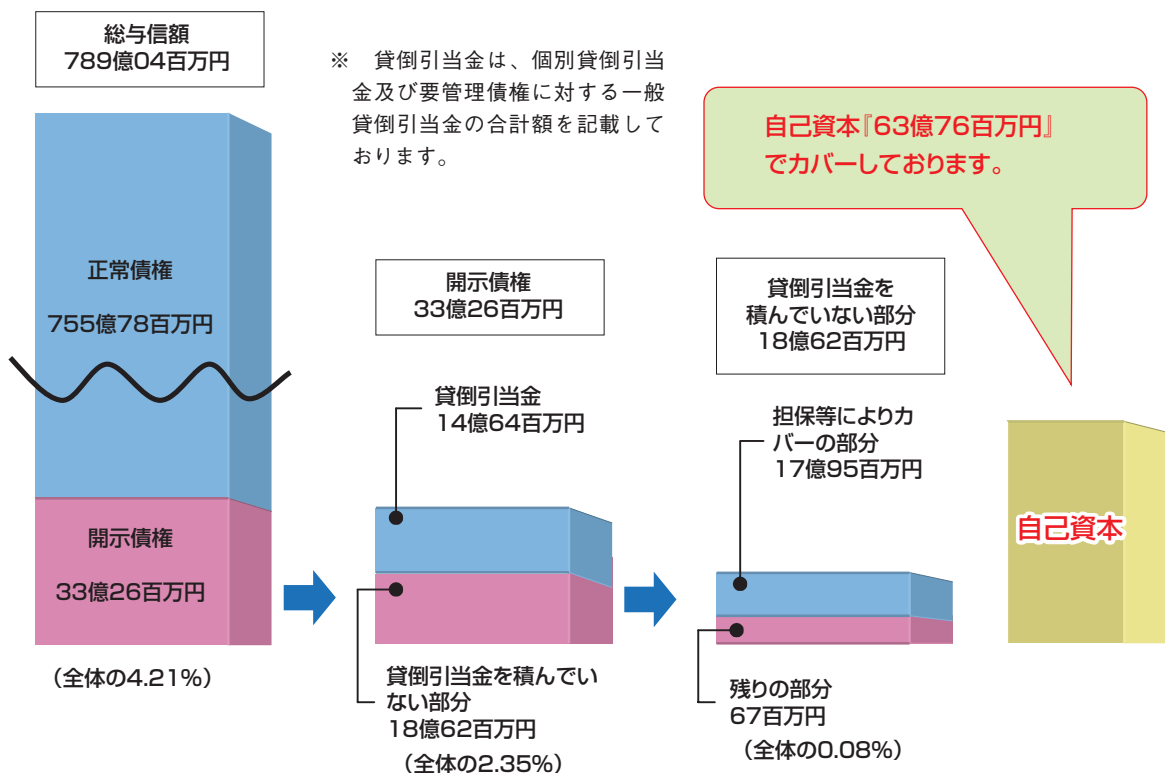 総与信額
789億04百万円
※　貸倒引当金は、個別貸倒引当
金及び要管理債権に対する一般
貸倒引当金の合計額を記載して
おります。
自己資本『63億76百万円』
でカバーしております。
正常債権
755億78百万円
開示債権
33億26百万円
（全体の4.21%）
開示債権
33億26百万円
貸倒引当金
14億64百万円
貸倒引当金を積んでい
ない部分
18億62百万円
（全体の2.35%）
貸倒引当金を
積んでいない部分
18億62百万円
担保等によりカ
バーの部分
17億95百万円
残りの部分
67百万円
（全体の0.08%）
自己資本